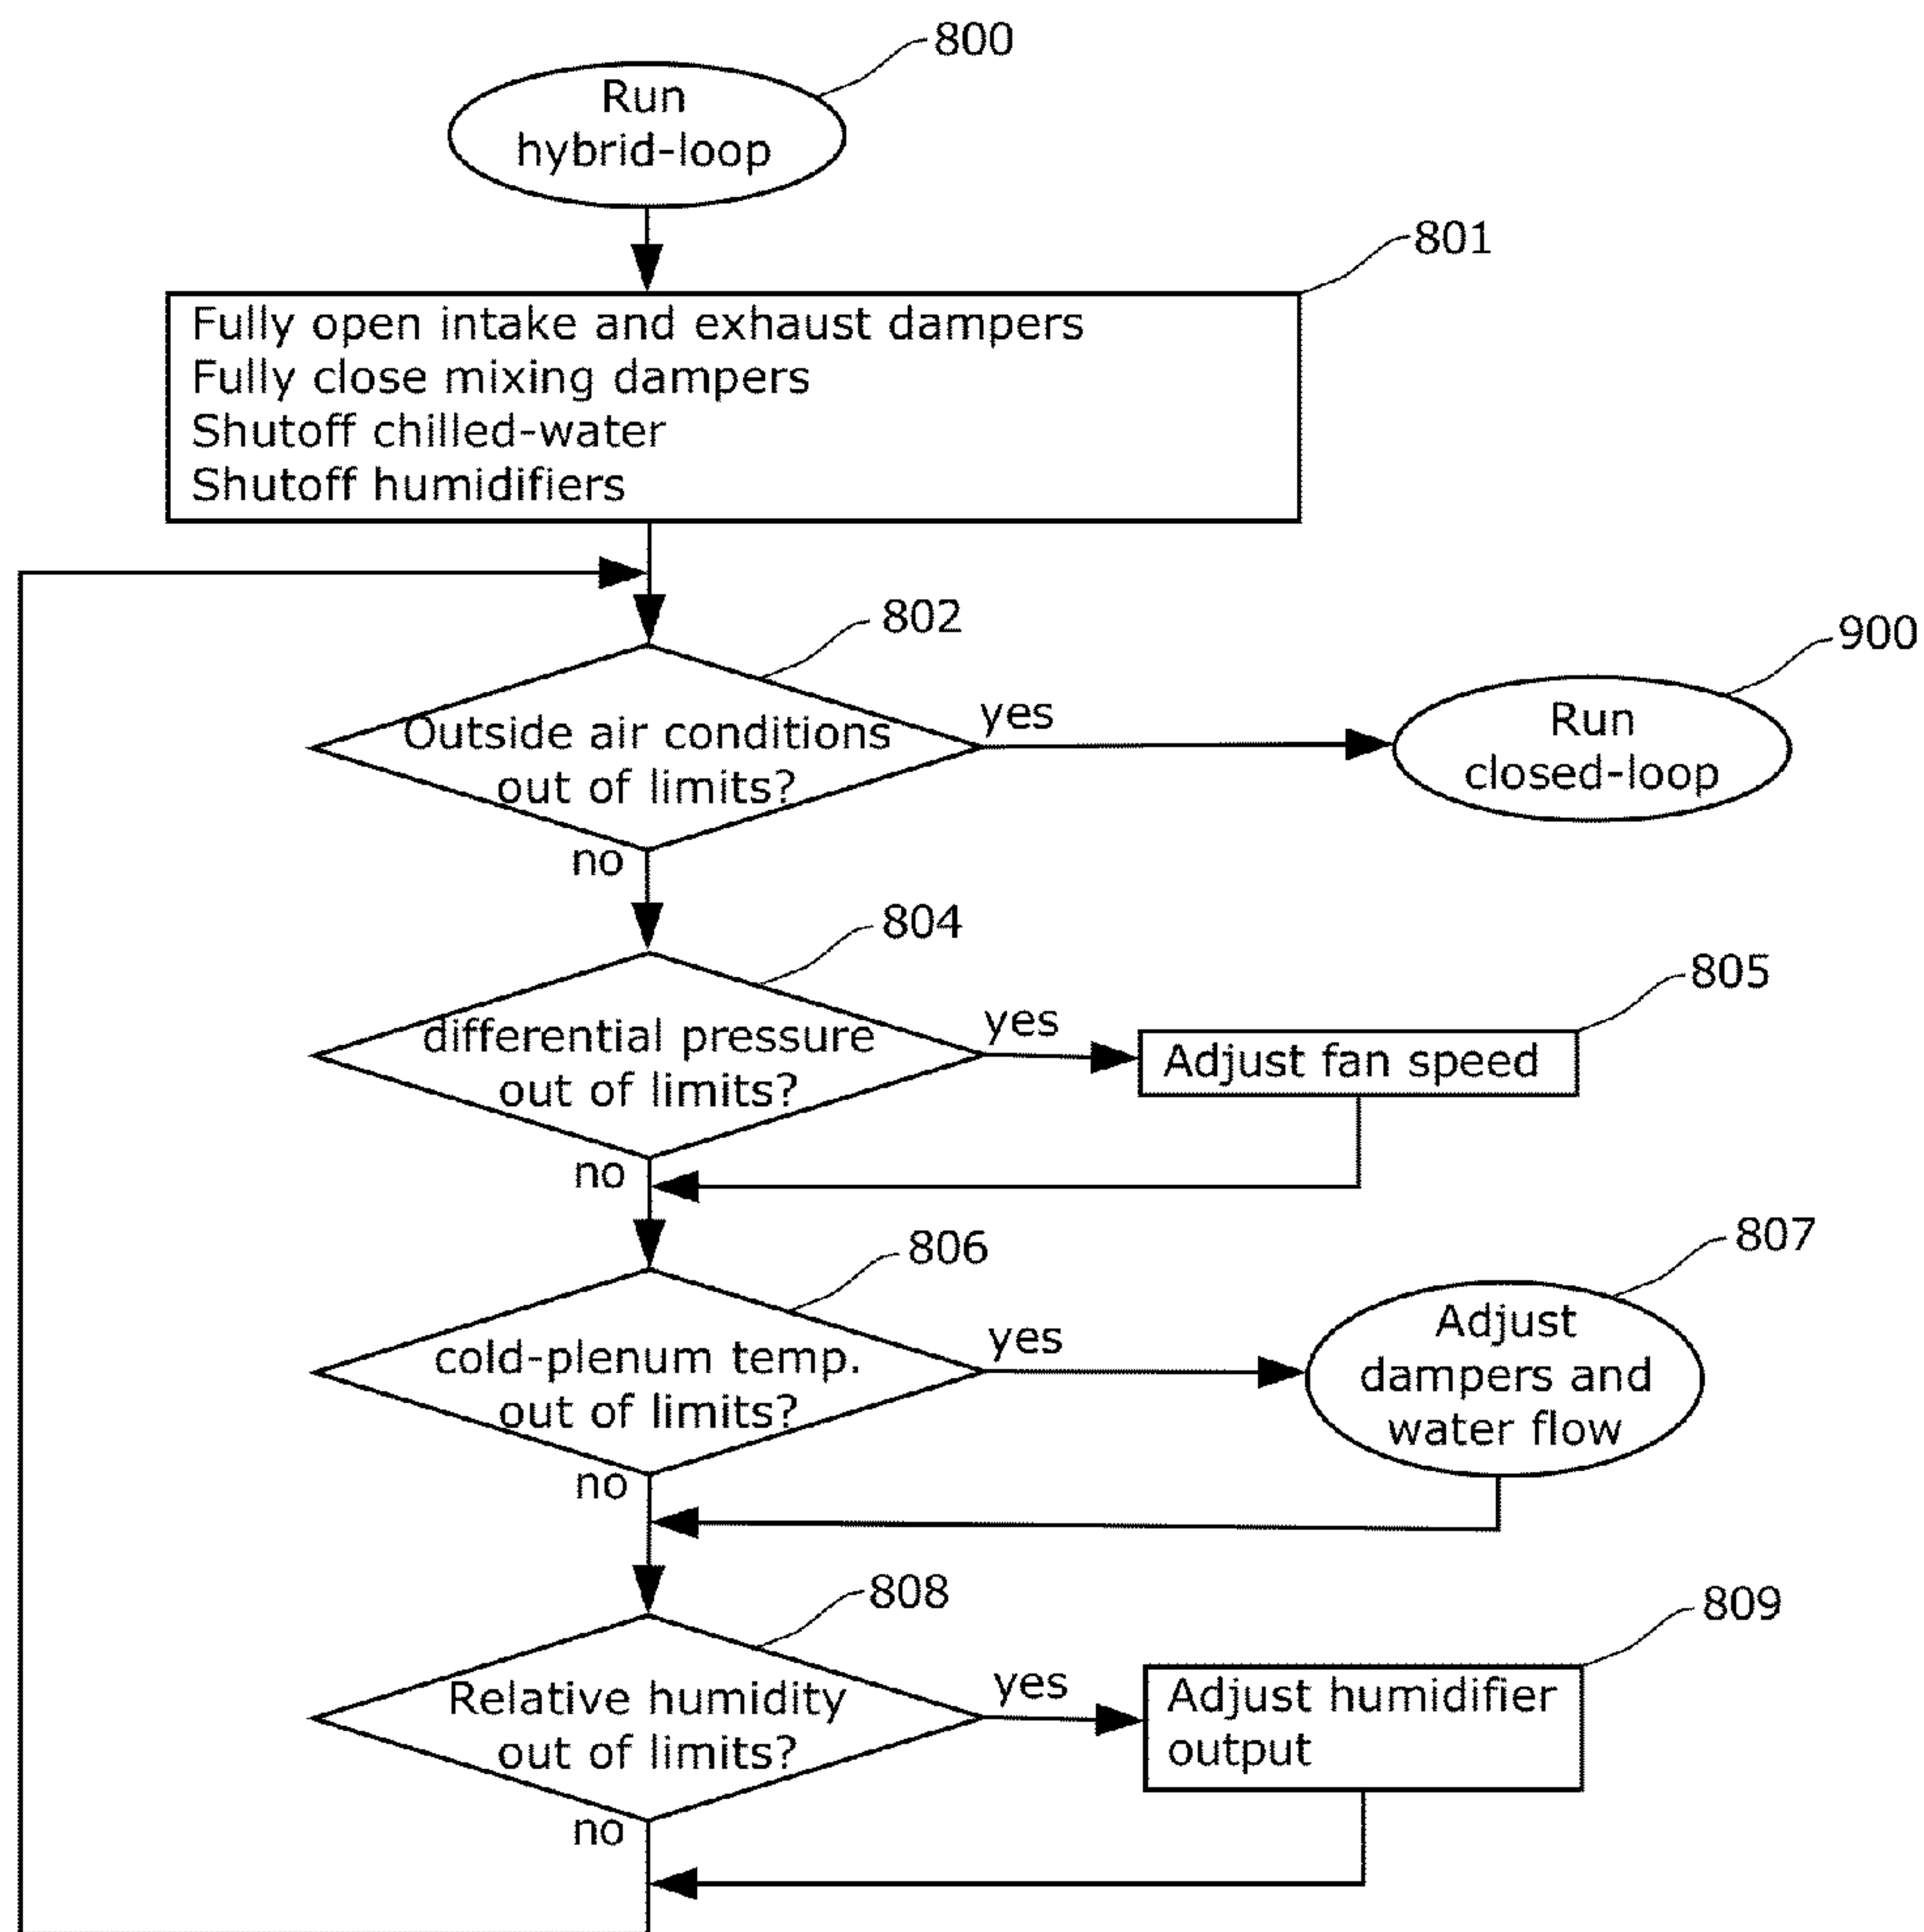 800
Run
hybrid-loop
801
Fully open intake and exhaust dampers
Fully close mixing dampers
Shutoff chilled-water
Shutoff humidifiers
802
Outside air conditions
out of limits?
yes
no
900
Run
closed-loop
804
differential pressure
out of limits?
yes
no
805
Adjust fan speed
806
cold-plenum temp.
out of limits?
yes
no
807
Adjust
dampers and
water flow
808
Relative humidity
out of limits?
yes
no
809
Adjust humidifier
output